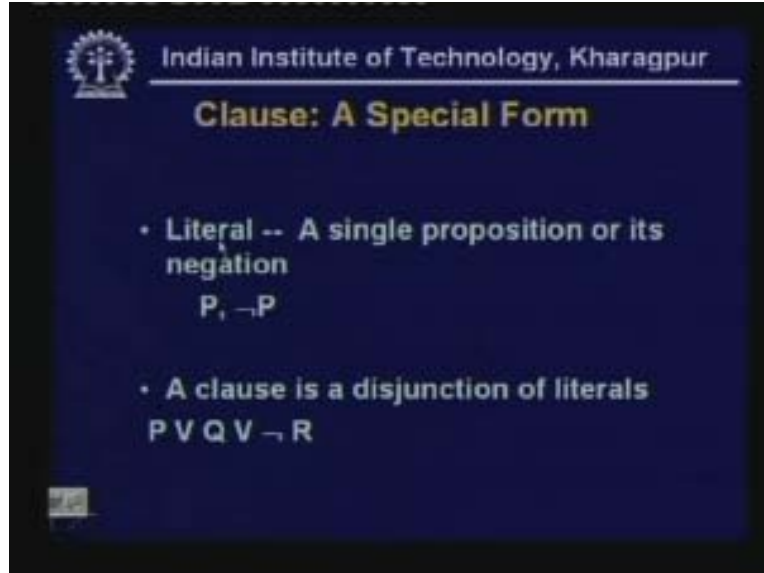 Indian Institute of Technology, Kharagpur
Clause: A Special Form
• Literal -- A single proposition or its
negation
P, ¬P
• A clause is a disjunction of literals
P V Q V ¬ R